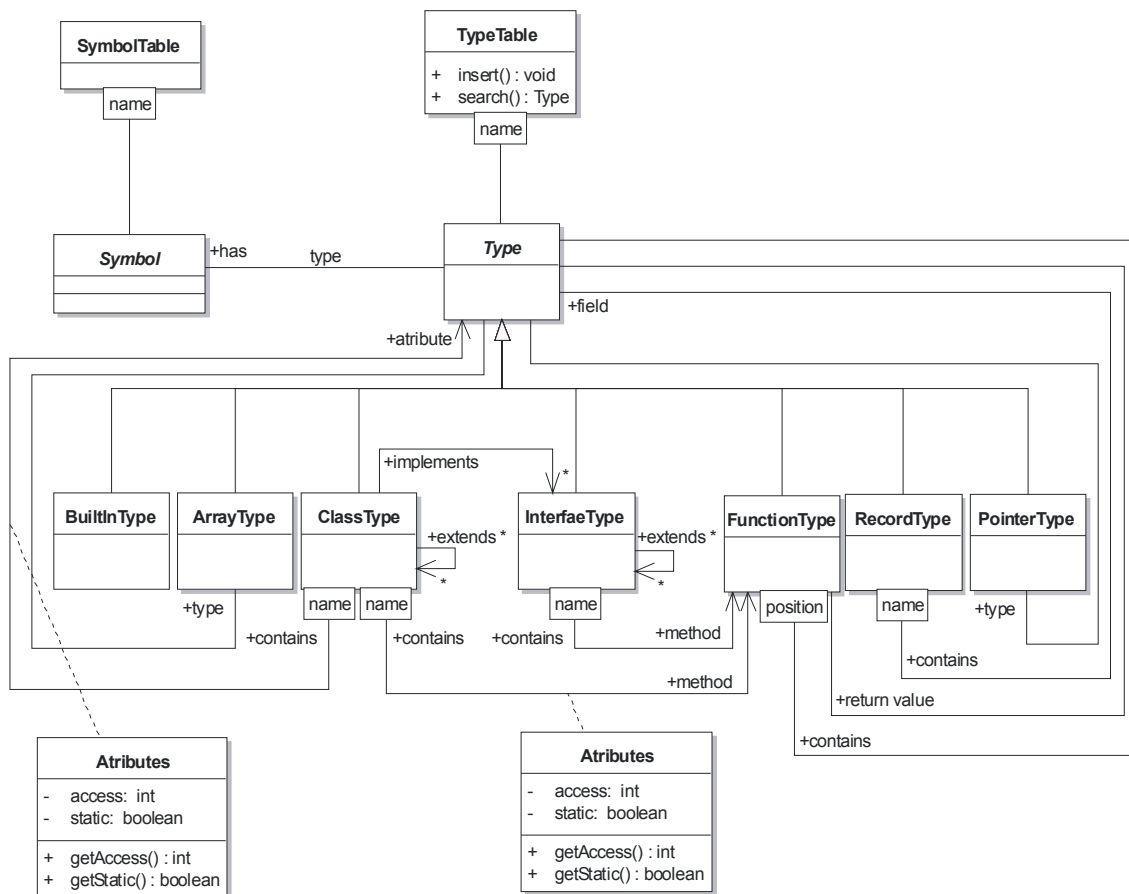 SymbolTable
name
TypeTable
+ insert() : void
+ search() : Type
name
Symbol
+has
type
Type
+field
+atribute
+implements
*
BuiltInType
ArrayType
ClassType
InterfaeType
FunctionType
RecordType
PointerType
+extends *
*
+extends *
*
+type
name
name
name
position
name
+type
+contains
+contains
+contains
+method
+contains
+method
+return value
+contains
Atributes
- access: int
- static: boolean
+ getAccess() : int
+ getStatic() : boolean
Atributes
- access: int
- static: boolean
+ getAccess() : int
+ getStatic() : boolean